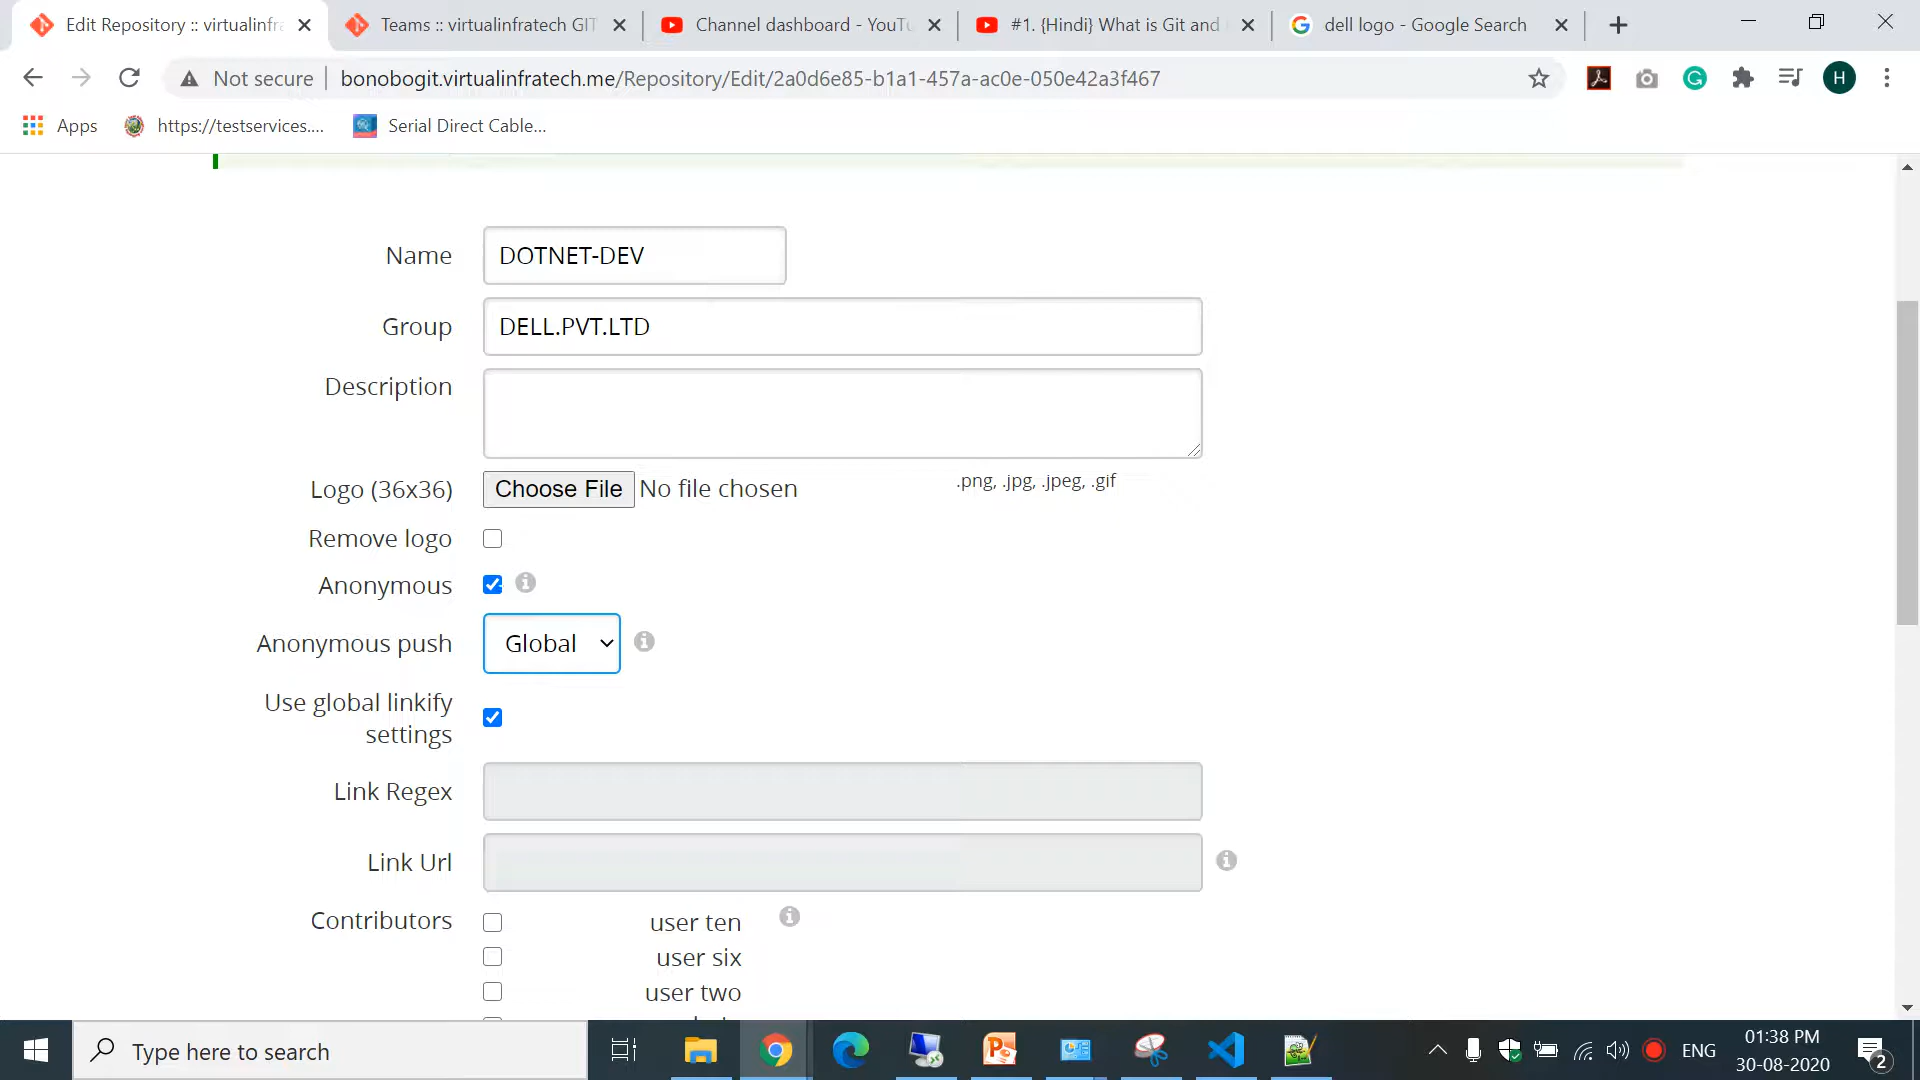 Edit Repository :: virtualinfra
Teams :: virtualinfratech GIT
Channel dashboard - YouTu
#1. {Hindi} What is Git and
dell logo - Google Search
Not secure
bonobogit.virtualinfratech.me/Repository/Edit/2a0d6e85-b1a1-457a-ac0e-050e42a3f467
H
Apps
https://testservices....
Serial Direct Cable...
Name
DOTNET-DEV
Group
DELL.PVT.LTD
Description
Logo (36x36)
Choose File No file chosen
.png, .jpg, .jpeg, .gif
Remove logo
Anonymous
Anonymous push
Global
Use global linkify
settings
Link Regex
Link Url
Contributors
user ten
user six
user two
Type here to search
ENG
01:38 PM
30-08-2020
2